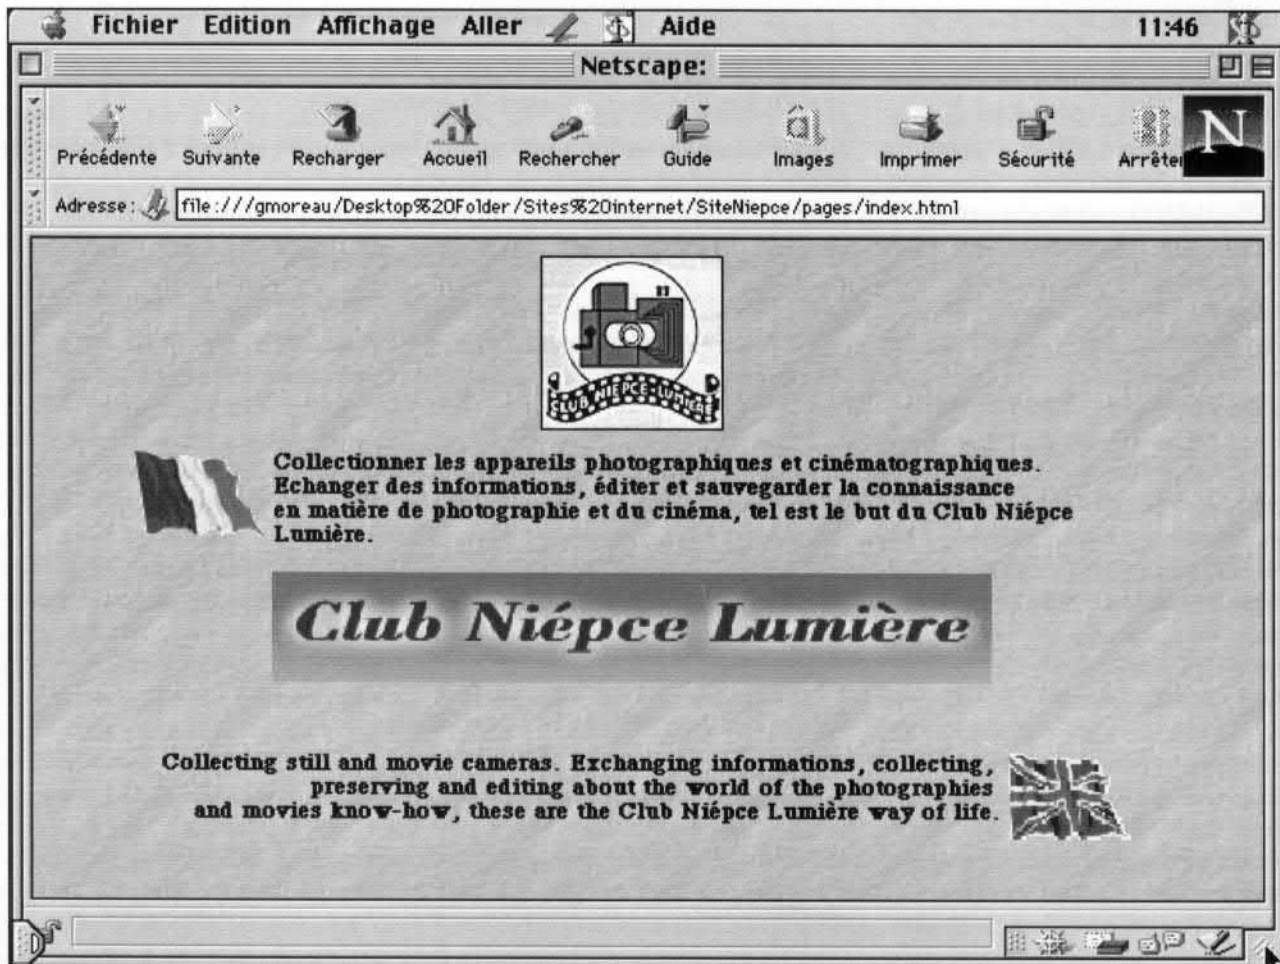 Fichier Edition Affichage Aller Aide 11:46
Netscape:
Précédente Suivante Recharger Accueil Rechercher Guide Images Imprimer Sécurité Arrêter N
Adresse: file:///gmoreau/Desktop%20Folder/Sites%20internet/SiteNiepce/pages/index.html
CLUB NIEPCE-LUMIERE
Collectionner les appareils photographiques et cinématographiques.
Echanger des informations, éditer et sauvegarder la connaissance
en matière de photographie et du cinéma, tel est le but du Club Niépce
Lumière.
Club Niépce Lumière
Collecting still and movie cameras. Exchanging informations, collecting,
preserving and editing about the world of the photographies
and movies know-how, these are the Club Niépce Lumière way of life.